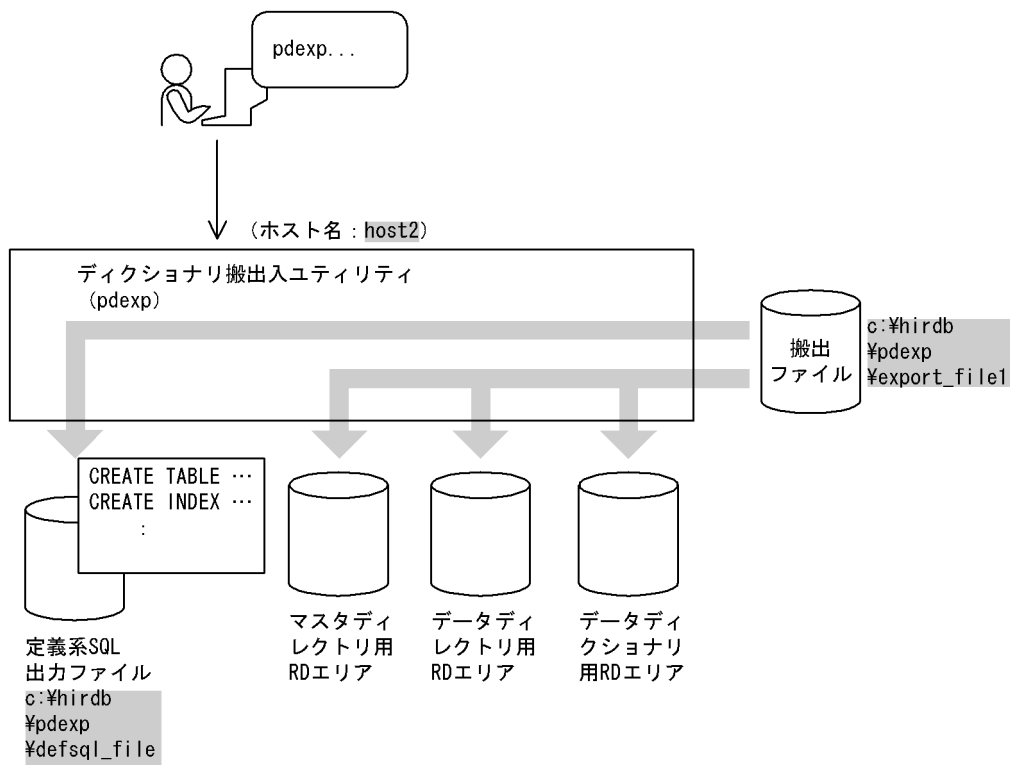 pdexp...
(ホスト名：host2)
ディクショナリ搬出入ユティリティ
(pdexp)
搬出
ファイル
c:¥hirdb
¥pdexp
¥export_file1
CREATE TABLE …
CREATE INDEX …
:
定義系SQL
出力ファイル
c:¥hirdb
¥pdexp
¥defsql_file
マスタディ
レクトリ用
RDエリア
データディ
レクトリ用
RDエリア
データディ
クショナリ
用RDエリア